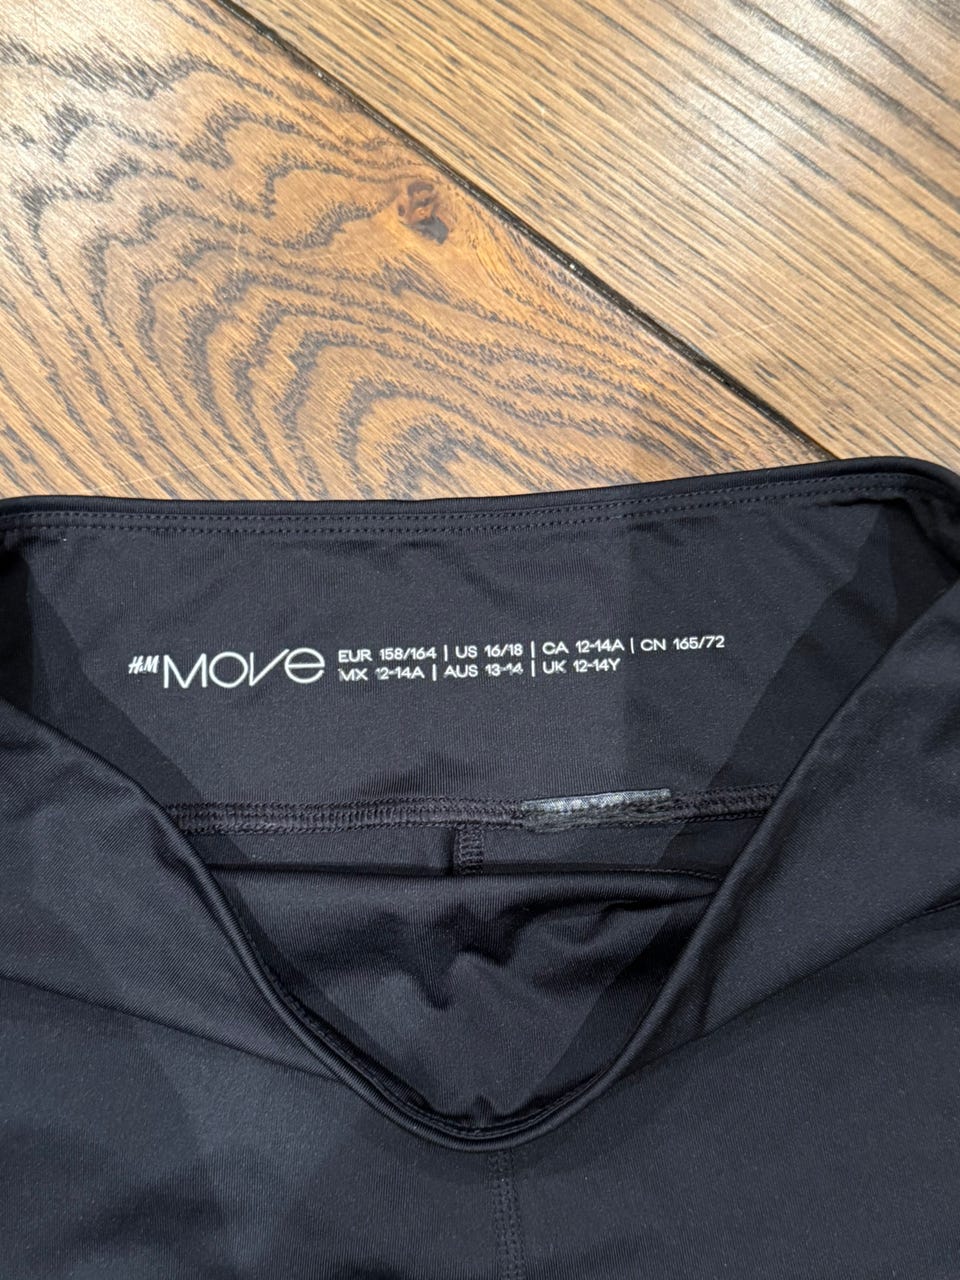 H&M MOVE EUR 158/164 | US 16/18 | CA 12-14A | CN 165/72
MX 12-14A | AUS 13-14 | UK 12-14Y